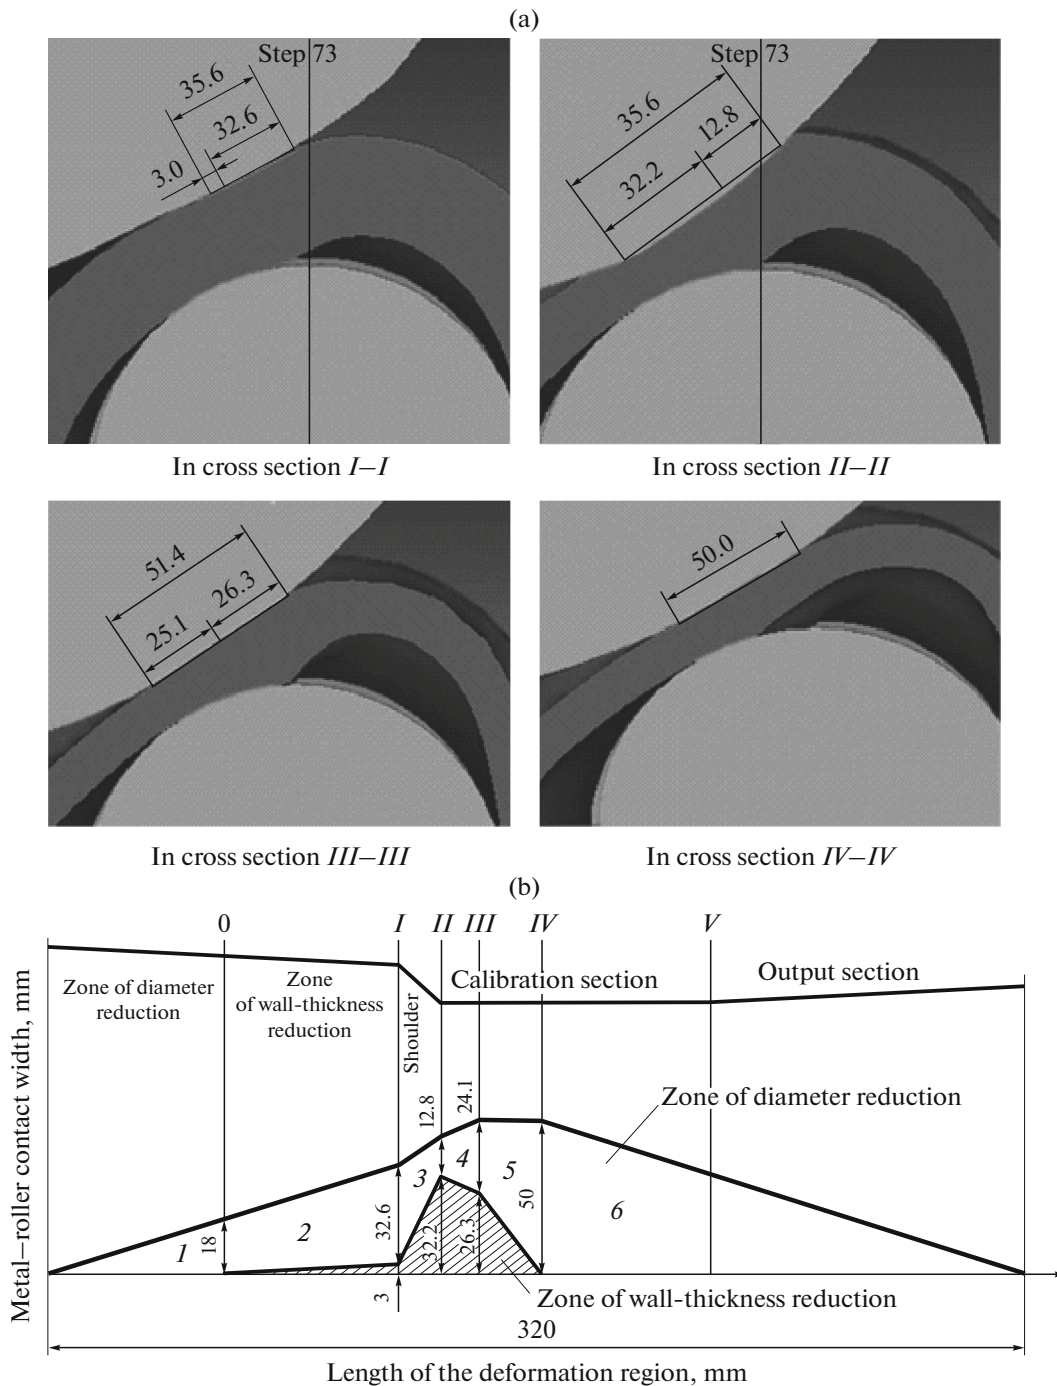 (a)
Step 73
35.6
32.6
3.0
In cross section I–I
Step 73
35.6
12.8
32.2
In cross section II–II
51.4
26.3
25.1
In cross section III–III
50.0
In cross section IV–IV
(b)
0
I
II
III
IV
V
Metal–roller contact width, mm
Zone of diameter
reduction
Zone
of wall-thickness
reduction
Shoulder
Calibration section
Output section
12.8
24.1
Zone of diameter reduction
1
18
2
32.6
3
32.2
4
26.3
5
50
6
3
Zone of wall-thickness reduction
320
Length of the deformation region, mm